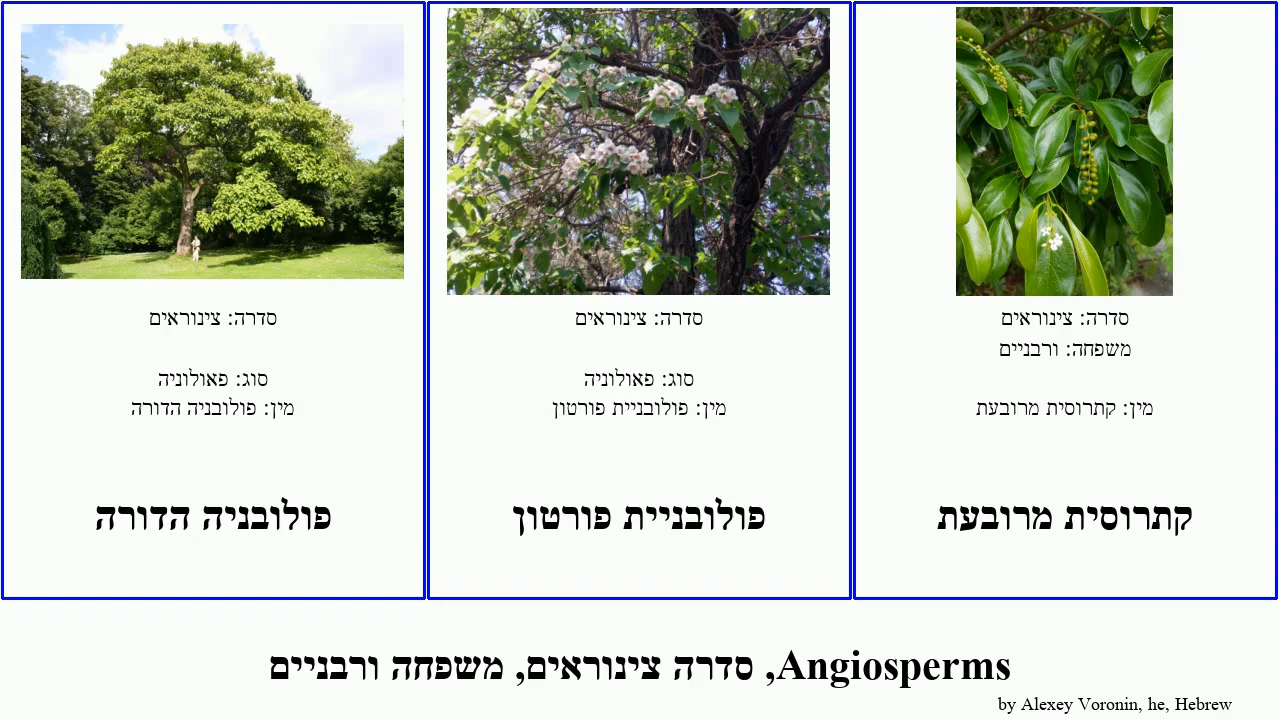 סדרה: צינוראים
סוג: פאולוניה
מין: פולובניה הדורה
פולובניה הדורה
סדרה: צינוראים
סוג: פאולוניה
מין: פולובניית פורטון
פולובניית פורטון
סדרה: צינוראים
משפחה: ורבניים
מין: קתרוסית מרובעת
קתרוסית מרובעת
Angiosperms, סדרה צינוראים, משפחה ורבניים
by Alexey Voronin, he, Hebrew